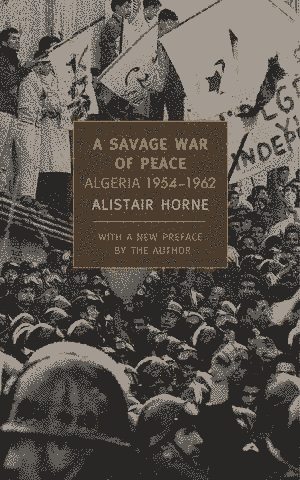 A SAVAGE WAR
OF PEACE
ALGERIA 1954–1962
ALISTAIR HORNE
WITH A NEW PREFACE
BY THE AUTHOR